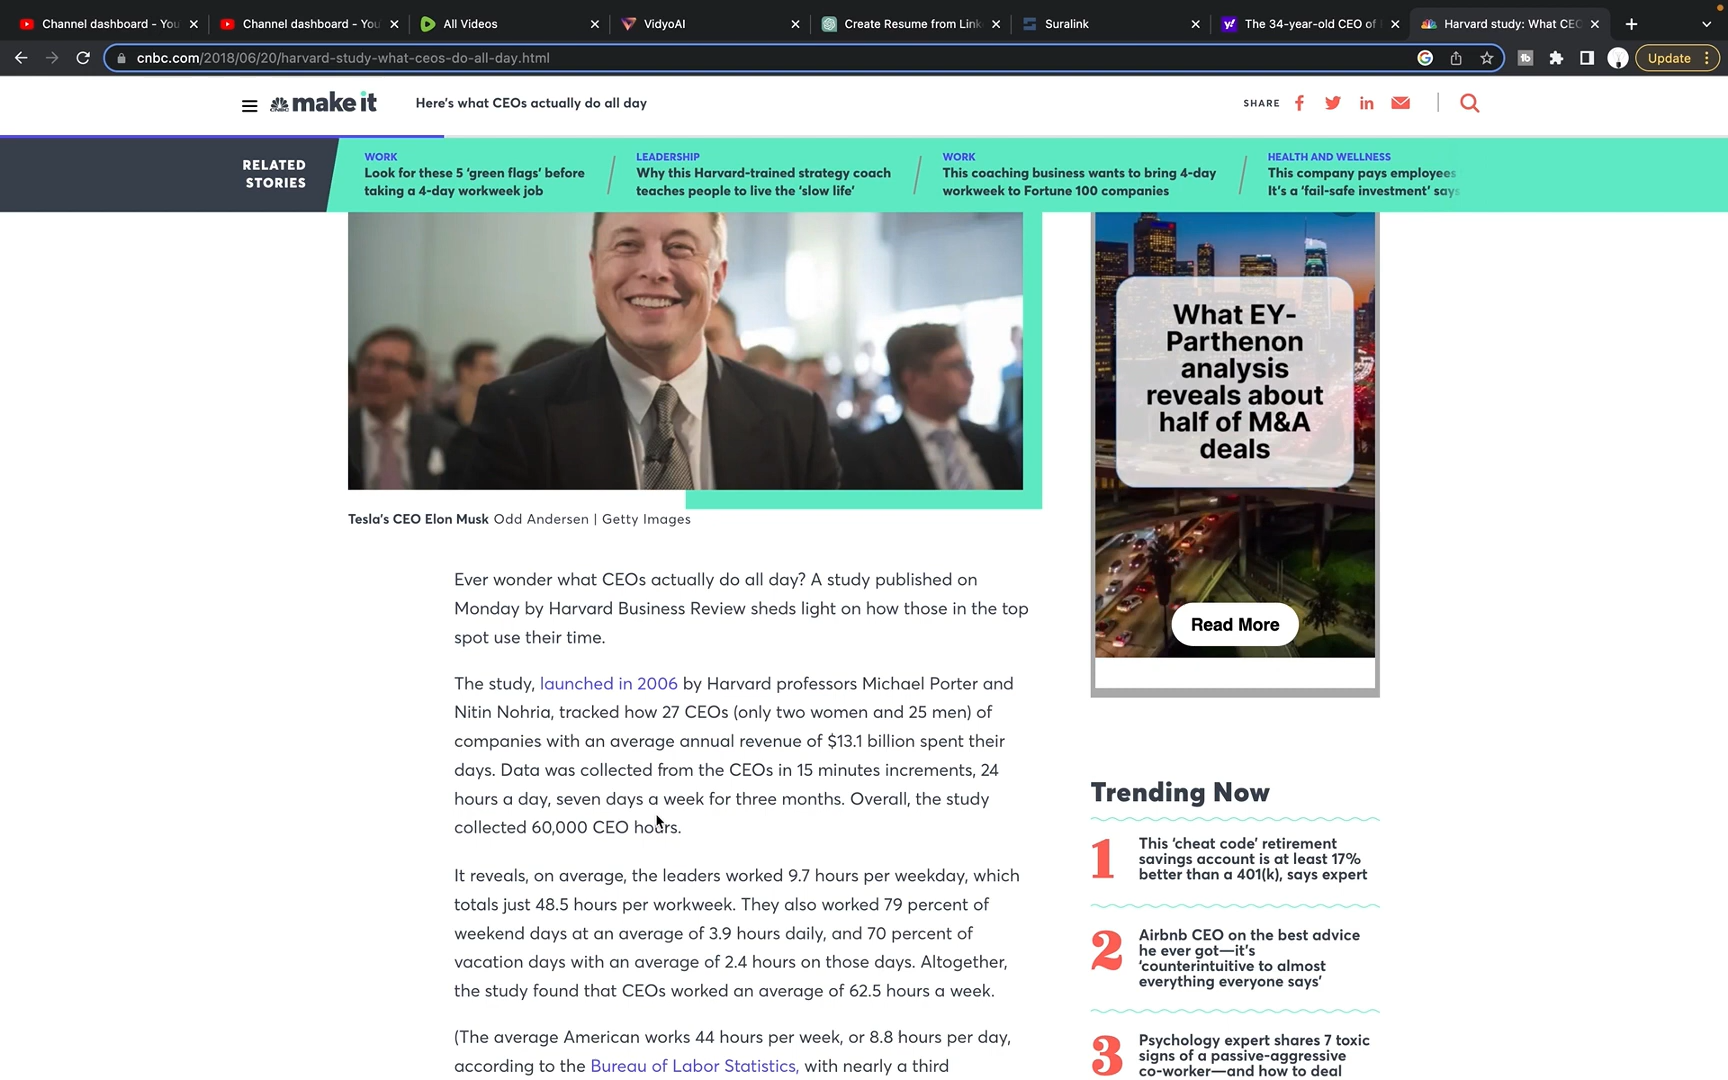 Channel dashboard - You
Channel dashboard - You
All Videos
VidyoAI
Create Resume from Link
Suralink
The 34-year-old CEO of
Harvard study: What CEO
cnbc.com/2018/06/20/harvard-study-what-ceos-do-all-day.html
Update
CNBC make it
Here's what CEOs actually do all day
SHARE
RELATED
STORIES
WORK
Look for these 5 'green flags' before
taking a 4-day workweek job
LEADERSHIP
Why this Harvard-trained strategy coach
teaches people to live the 'slow life'
WORK
This coaching business wants to bring 4-day
workweek to Fortune 100 companies
HEALTH AND WELLNESS
This company pays employees
It's a 'fail-safe investment' says
Tesla's CEO Elon Musk Odd Andersen | Getty Images
Ever wonder what CEOs actually do all day? A study published on
Monday by Harvard Business Review sheds light on how those in the top
spot use their time.
The study, launched in 2006 by Harvard professors Michael Porter and
Nitin Nohria, tracked how 27 CEOs (only two women and 25 men) of
companies with an average annual revenue of $13.1 billion spent their
days. Data was collected from the CEOs in 15 minutes increments, 24
hours a day, seven days a week for three months. Overall, the study
collected 60,000 CEO hours.
It reveals, on average, the leaders worked 9.7 hours per weekday, which
totals just 48.5 hours per workweek. They also worked 79 percent of
weekend days at an average of 3.9 hours daily, and 70 percent of
vacation days with an average of 2.4 hours on those days. Altogether,
the study found that CEOs worked an average of 62.5 hours a week.
(The average American works 44 hours per week, or 8.8 hours per day,
according to the Bureau of Labor Statistics, with nearly a third
What EY-
Parthenon
analysis
reveals about
half of M&A
deals
Read More
Trending Now
1
This 'cheat code' retirement
savings account is at least 17%
better than a 401(k), says expert
2
Airbnb CEO on the best advice
he ever got—it's
'counterintuitive to almost
everything everyone says'
3
Psychology expert shares 7 toxic
signs of a passive-aggressive
co-worker—and how to deal